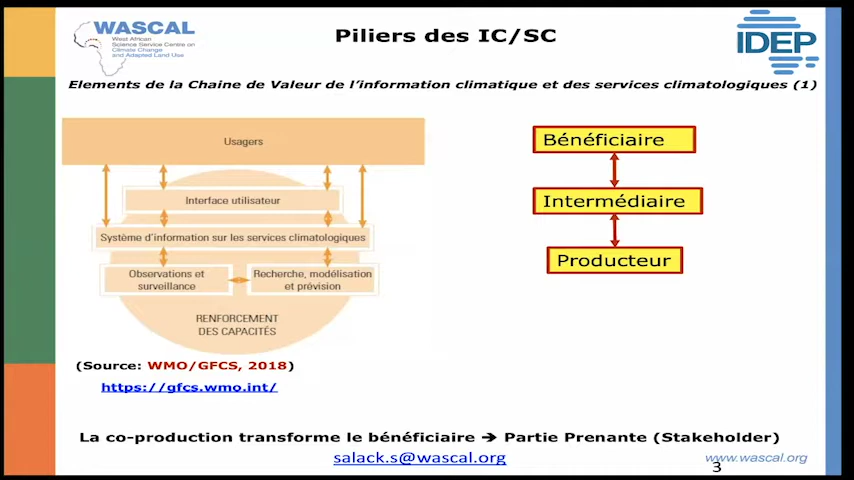 WASCAL
West African
Science Service Centre on
Climate Change
and Adapted Land Use
Piliers des IC/SC
IDEP
Elements de la Chaine de Valeur de l’information climatique et des services climatologiques (1)
Usagers
Interface utilisateur
Système d’information sur les services climatologiques
Observations et
surveillance
Recherche, modélisation
et prévision
RENFORCEMENT
DES CAPACITÉS
Bénéficiaire
Intermédiaire
Producteur
(Source: WMO/GFCS, 2018)
https://gfcs.wmo.int/
La co-production transforme le bénéficiaire ➔ Partie Prenante (Stakeholder)
salack.s@wascal.org
www.wascal.org
3